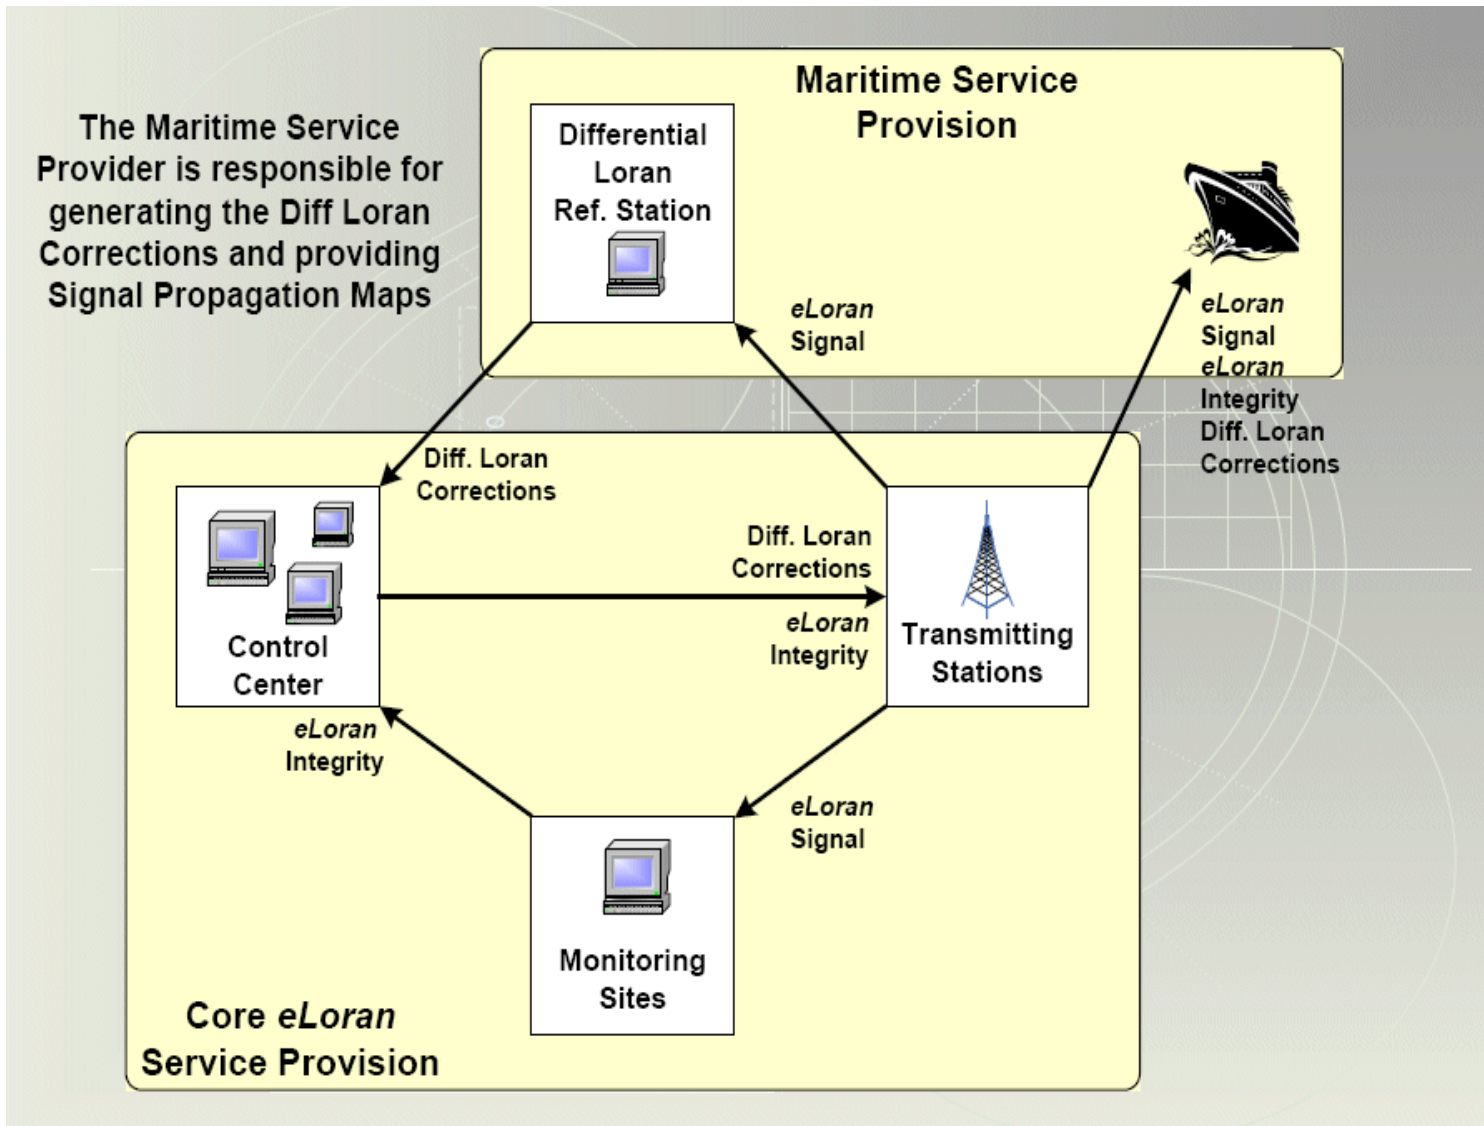 The Maritime Service
Provider is responsible for
generating the Diff Loran
Corrections and providing
Signal Propagation Maps
Maritime Service
Provision
Differential
Loran
Ref. Station
eLoran
Signal
eLoran
Signal
eLoran
Integrity
Diff. Loran
Corrections
Diff. Loran
Corrections
Control
Center
Diff. Loran
Corrections
eLoran
Integrity
Transmitting
Stations
eLoran
Integrity
eLoran
Signal
Monitoring
Sites
Core eLoran
Service Provision